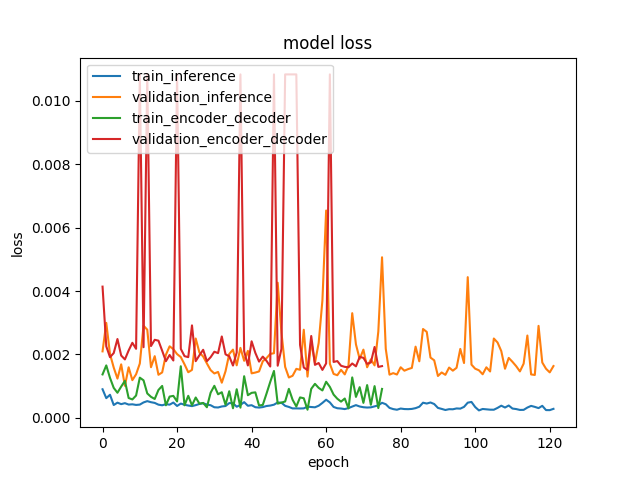 model loss
train_inference
validation_inference
train_encoder_decoder
validation_encoder_decoder
loss
0.010
0.008
0.006
0.004
0.002
0.000
0 20 40 60 80 100 120
epoch